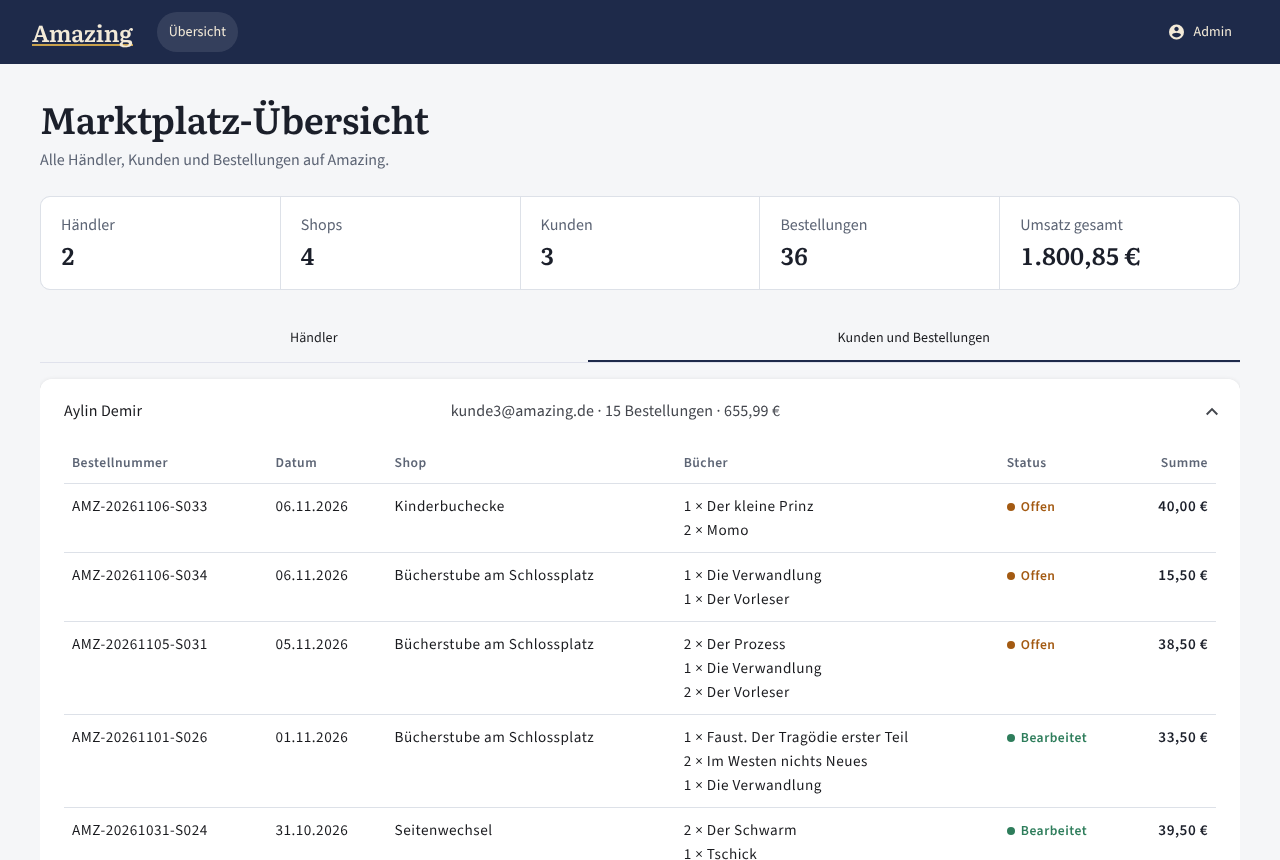 Amazing
Übersicht
Admin
Marktplatz-Übersicht
Alle Händler, Kunden und Bestellungen auf Amazing.
Händler
2
Shops
4
Kunden
3
Bestellungen
36
Umsatz gesamt
1.800,85 €
Händler
Kunden und Bestellungen
Aylin Demir
kunde3@amazing.de · 15 Bestellungen · 655,99 €
Bestellnummer Datum Shop Bücher Status Summe
AMZ-20261106-S033 06.11.2026 Kinderbuchecke 1 × Der kleine Prinz Offen 40,00 €
2 × Momo
AMZ-20261106-S034 06.11.2026 Bücherstube am Schlossplatz 1 × Die Verwandlung Offen 15,50 €
1 × Der Vorleser
AMZ-20261105-S031 05.11.2026 Bücherstube am Schlossplatz 2 × Der Prozess Offen 38,50 €
1 × Die Verwandlung
2 × Der Vorleser
AMZ-20261101-S026 01.11.2026 Bücherstube am Schlossplatz 1 × Faust. Der Tragödie erster Teil Bearbeitet 33,50 €
2 × Im Westen nichts Neues
1 × Die Verwandlung
AMZ-20261031-S024 31.10.2026 Seitenwechsel 2 × Der Schwarm Bearbeitet 39,50 €
1 × Tschick